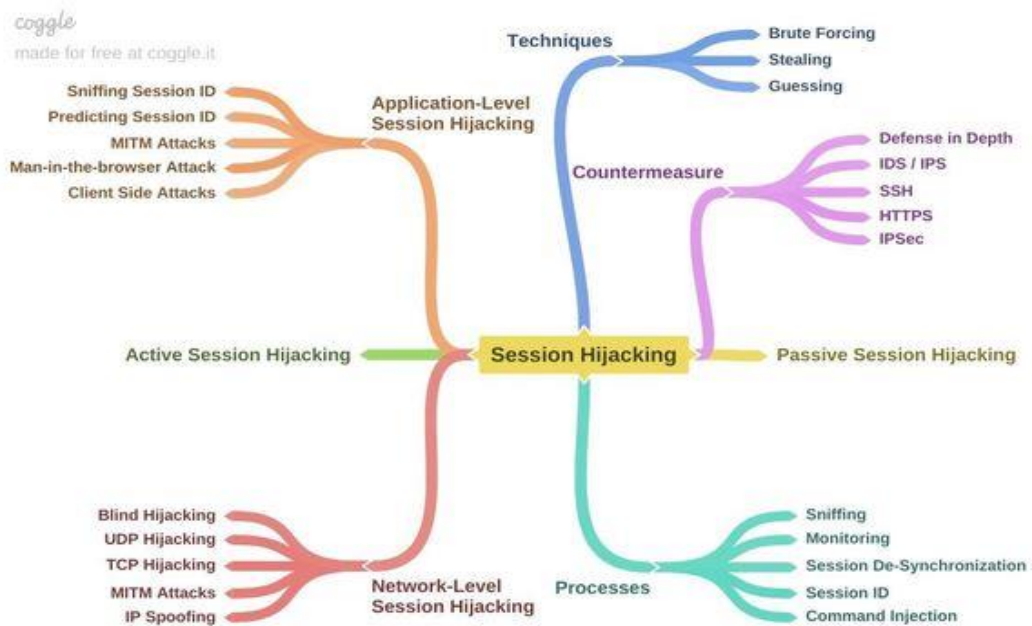 coggle
made for free at coggle.it
Techniques
Brute Forcing
Stealing
Guessing
Application-Level
Session Hijacking
Sniffing Session ID
Predicting Session ID
MITM Attacks
Man-in-the-browser Attack
Client Side Attacks
Countermeasure
Defense in Depth
IDS / IPS
SSH
HTTPS
IPSec
Active Session Hijacking
Session Hijacking
Passive Session Hijacking
Blind Hijacking
UDP Hijacking
TCP Hijacking
MITM Attacks
IP Spoofing
Network-Level
Session Hijacking
Processes
Sniffing
Monitoring
Session De-Synchronization
Session ID
Command Injection